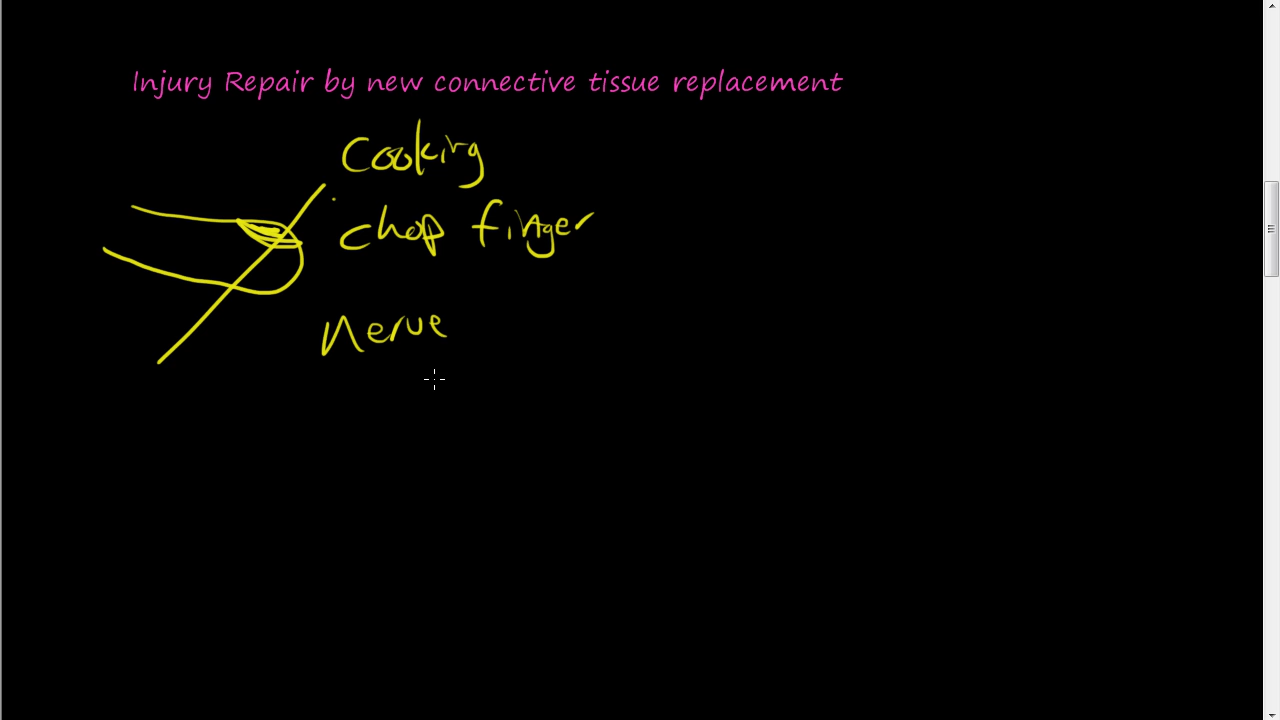 Injury Repair by new connective tissue replacement
Cooking
chop finger
Nerve